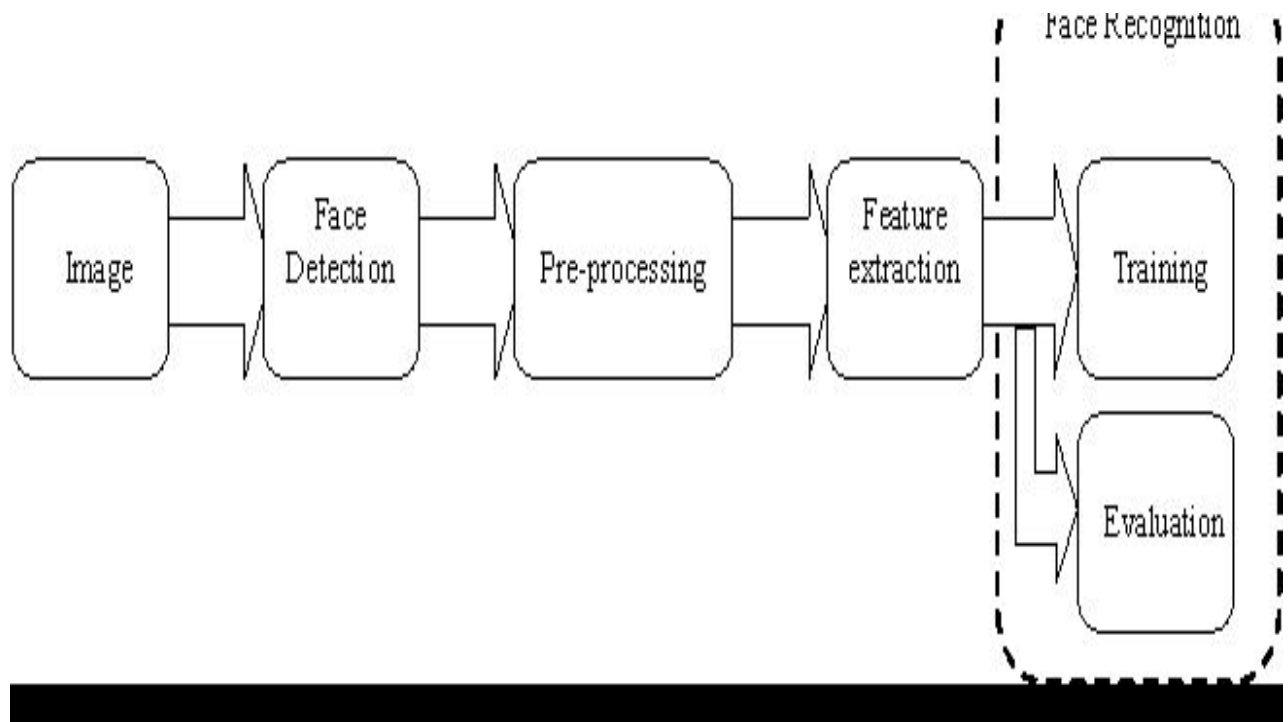 Face Recognition
Image
Face
Detection
Pre-processing
Feature
extraction
Training
Evaluation